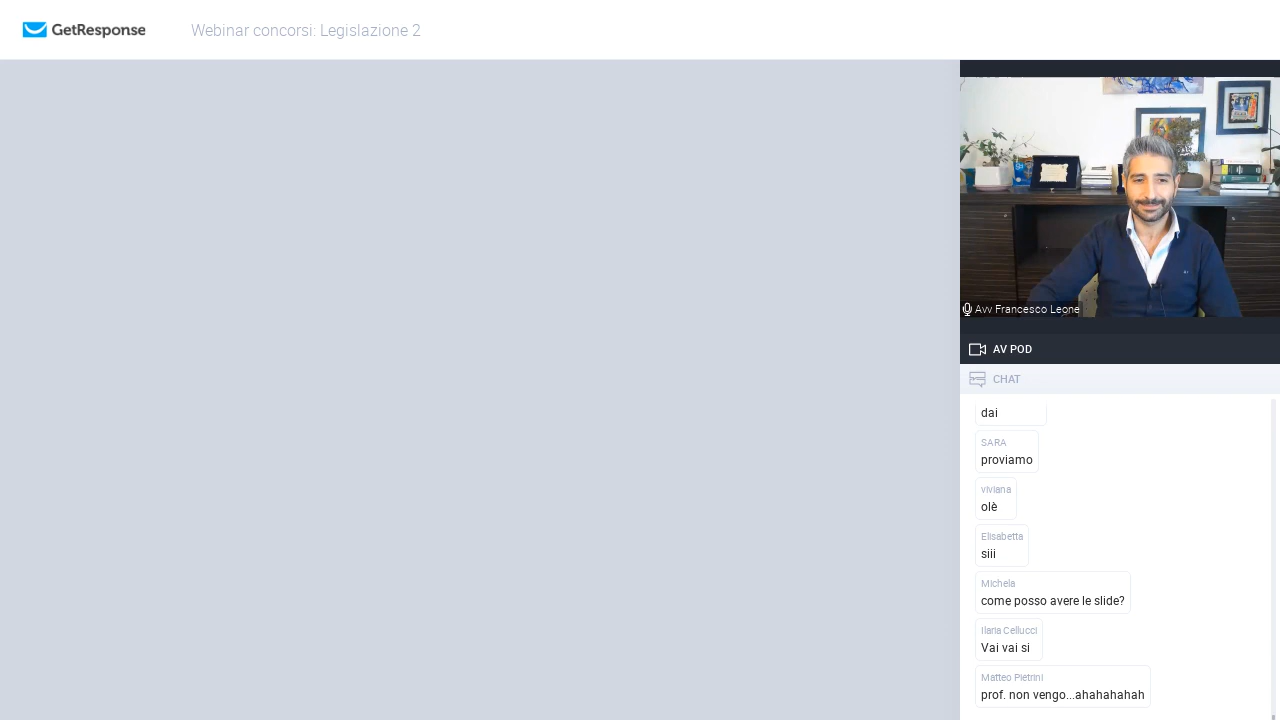 GetResponse
Webinar concorsi: Legislazione 2
Avv Francesco Leone
AV POD
CHAT
dai
SARA
proviamo
viviana
olè
Elisabetta
siii
Michela
come posso avere le slide?
Ilaria Cellucci
Vai vai si
Matteo Pietrini
prof. non vengo...ahahahahah